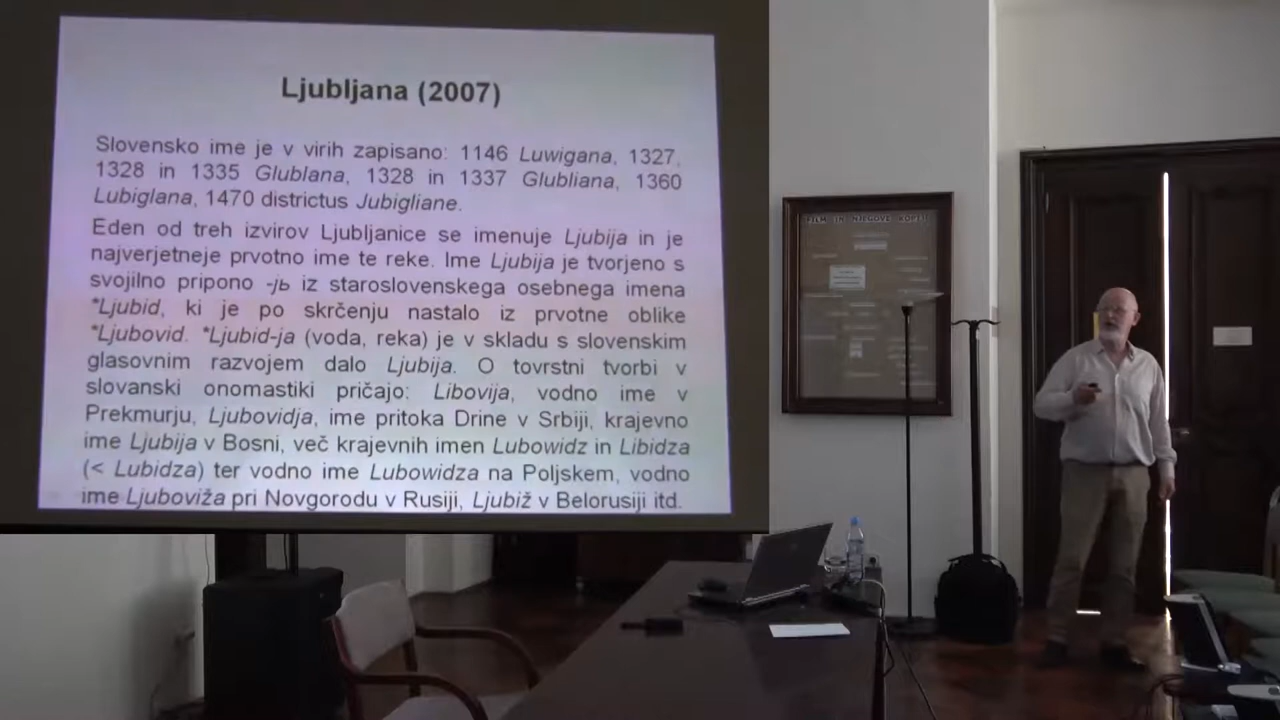 Ljubljana (2007)
Slovensko ime je v virih zapisano: 1146 Luwigana, 1327,
1328 in 1335 Glublana, 1328 in 1337 Glubliana, 1360
Lubiglana, 1470 districtus Jubigliane.
Eden od treh izvirov Ljubljanice se imenuje Ljubija in je
najverjetneje prvotno ime te reke. Ime Ljubija je tvorjeno s
svojilno pripono -jь iz staroslovenskega osebnega imena
*Ljubid, ki je po skrčenju nastalo iz prvotne oblike
*Ljubovid. *Ljubid-ja (voda, reka) je v skladu s slovenskim
glasovnim razvojem dalo Ljubija. O tovrstni tvorbi v
slovanski onomastiki pričajo: Libovija, vodno ime v
Prekmurju, Ljubovidja, ime pritoka Drine v Srbiji, krajevno
ime Ljubija v Bosni, več krajevnih imen Lubowidz in Libidza
(< Lubidza) ter vodno ime Lubowidza na Poljskem, vodno
ime Ljuboviža pri Novgorodu v Rusiji, Ljubiž v Belorusiji itd.
FILM IN NJEGOVE KOPIJE